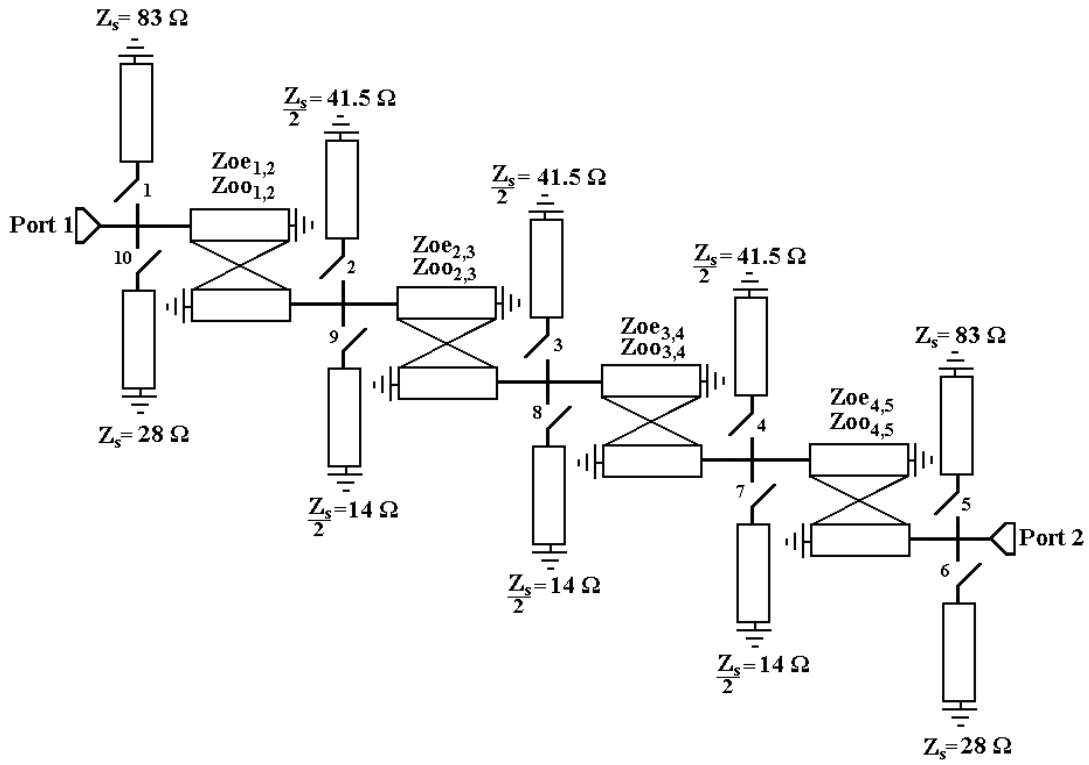 Zs= 83 Ω
Zs/2= 41.5 Ω
Zoe1,2
Zoo1,2
Zs/2= 41.5 Ω
1
Port 1
10
2
Zoe2,3
Zoo2,3
Zs/2= 41.5 Ω
9
3
Zoe3,4
Zoo3,4
Zs= 83 Ω
8
4
Zoe4,5
Zoo4,5
Zs= 28 Ω
7
5
Zs/2= 14 Ω
Port 2
6
Zs/2= 14 Ω
Zs/2= 14 Ω
Zs= 28 Ω